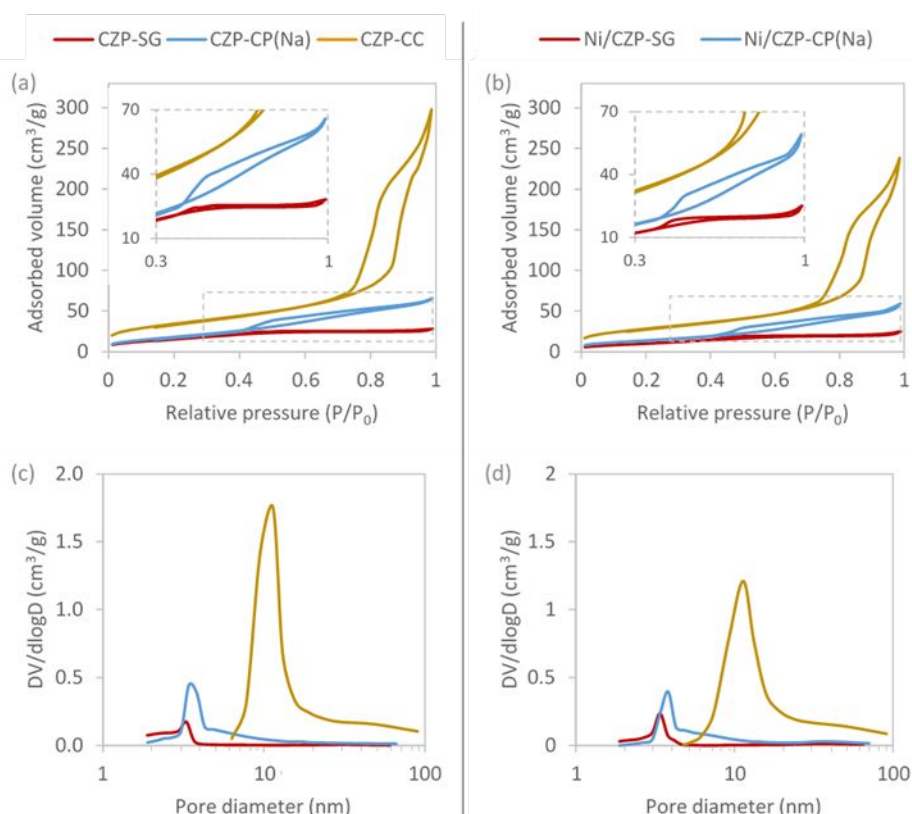 CZP-SG CZP-CP(Na) CZP-CC
Ni/CZP-SG Ni/CZP-CP(Na)
(a)
300
250
200
150
100
50
0
Adsorbed volume (cm³/g)
70
40
10
0.3 1
0 0.2 0.4 0.6 0.8 1
Relative pressure (P/P₀)
(b)
300
250
200
150
100
50
0
Adsorbed volume (cm³/g)
70
40
10
0.3 1
0 0.2 0.4 0.6 0.8 1
Relative pressure (P/P₀)
(c)
2.0
1.5
1.0
0.5
0.0
DV/dlogD (cm³/g)
1 10 100
Pore diameter (nm)
(d)
2
1.5
1
0.5
0
DV/dlogD (cm³/g)
1 10 100
Pore diameter (nm)